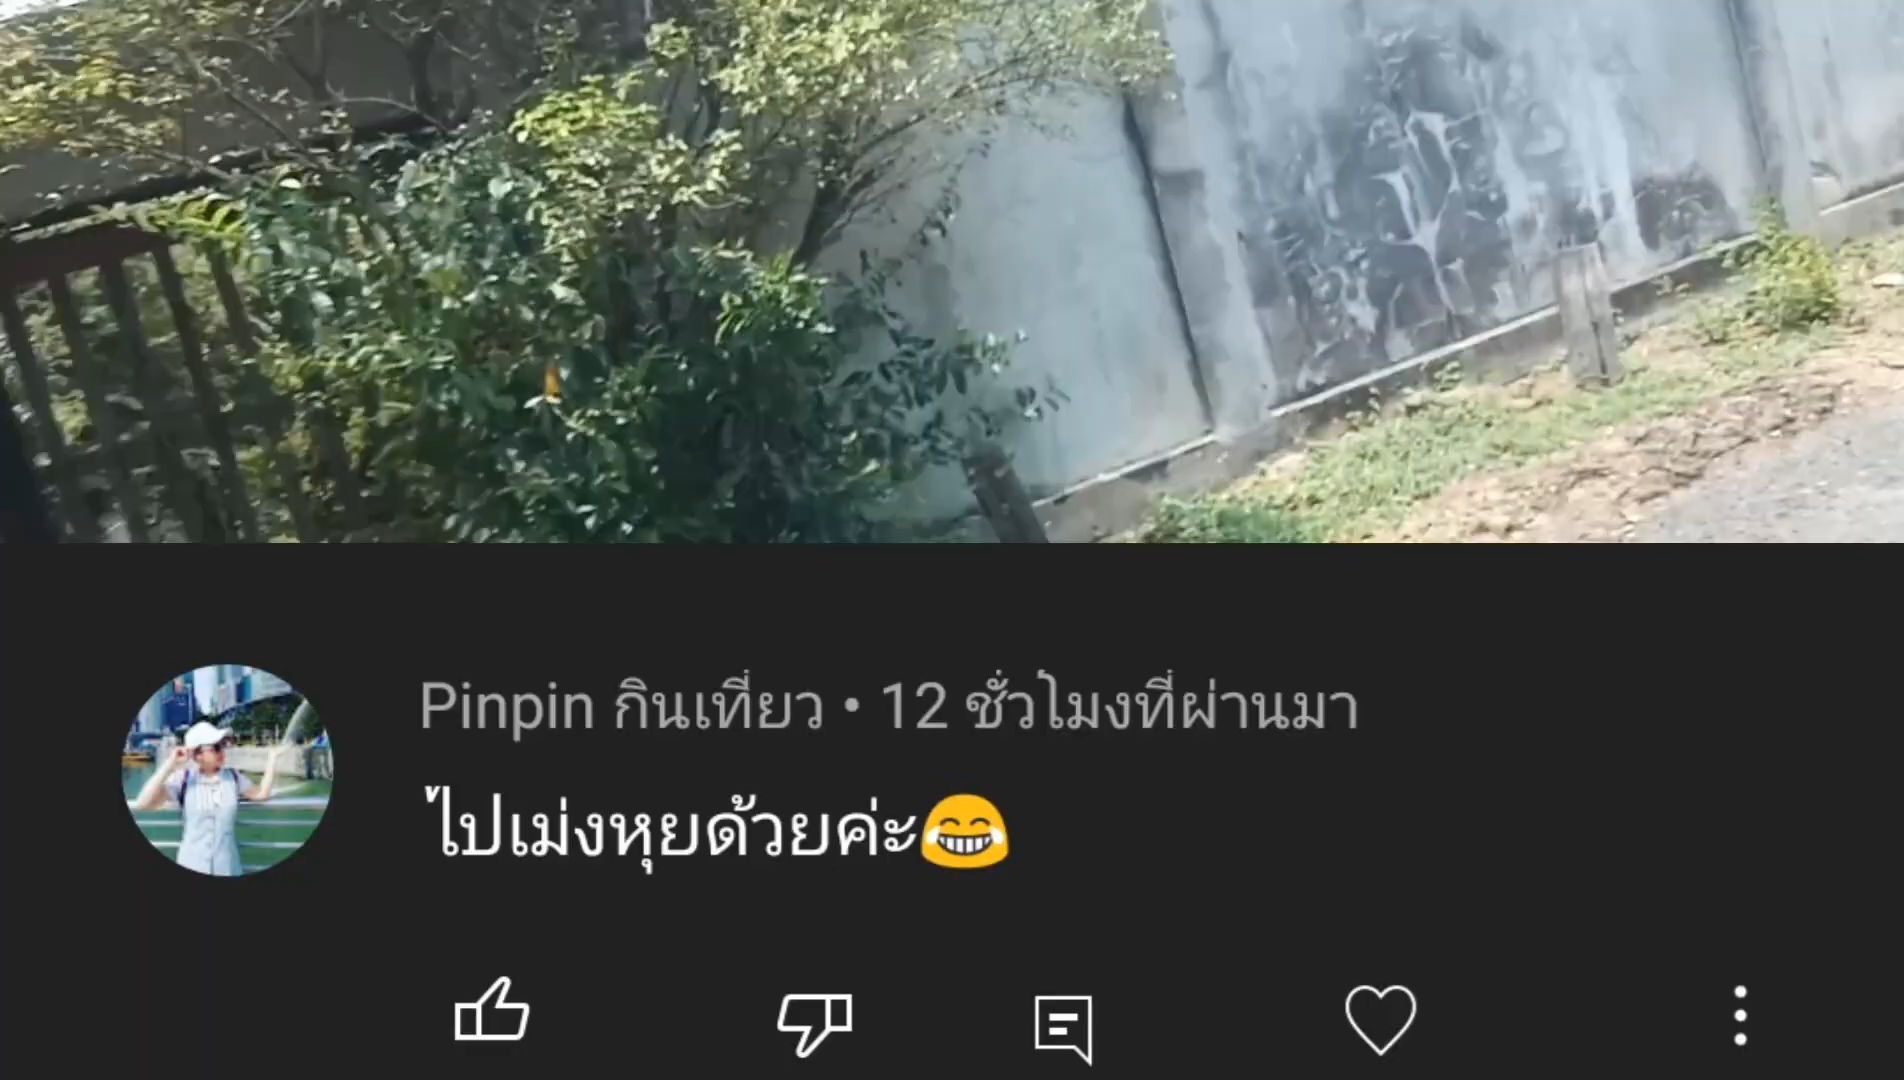 Pinpin กินเที่ยว • 12 ชั่วโมงที่ผ่านมา
ไปเม่งหุยด้วยค่ะ😂